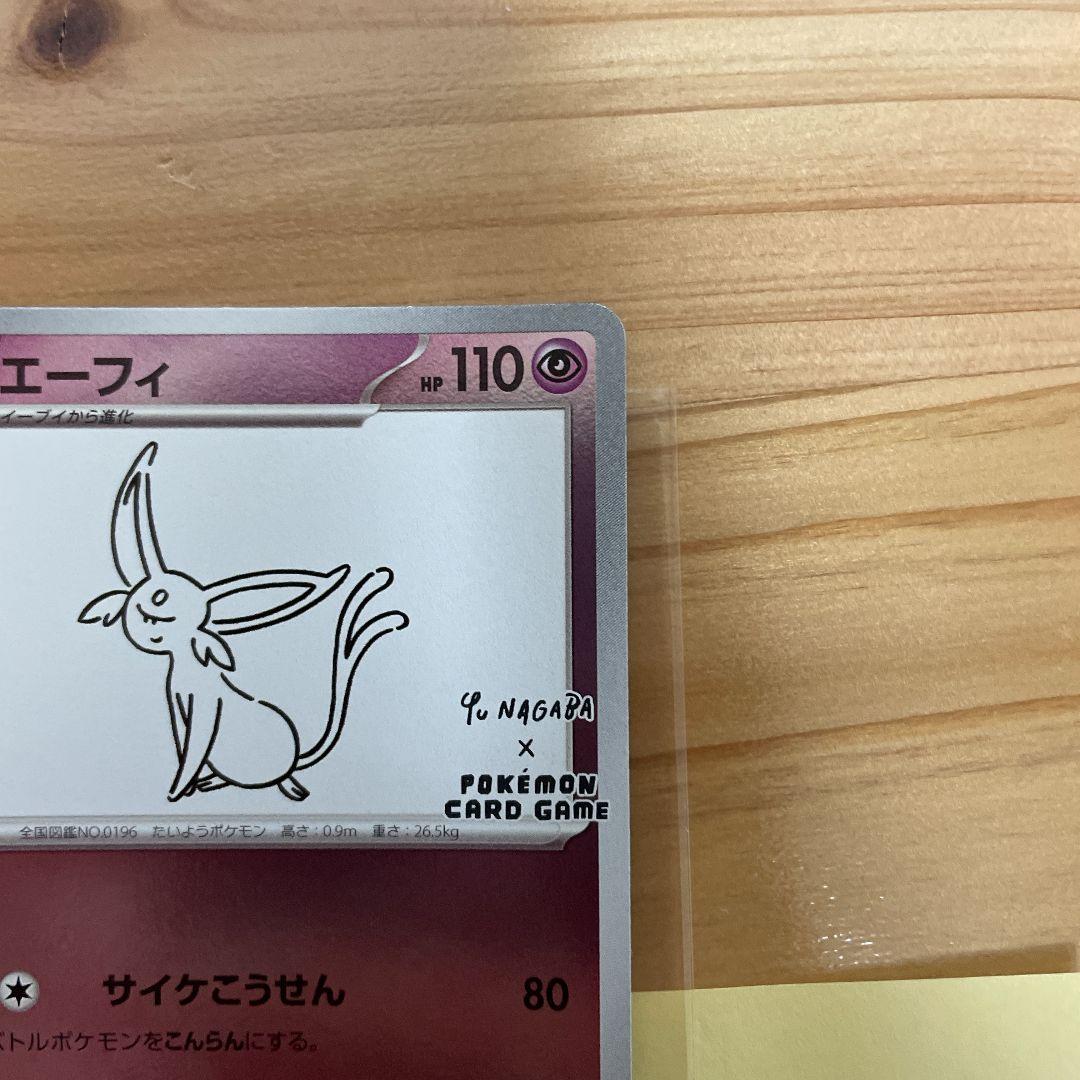 エーフィ HP 110
イーブイから進化
Yu NAGABA
×
POKÉMON
CARD GAME
全国図鑑NO.0196 たいようポケモン 高さ:0.9m 重さ:26.5kg
サイケこうせん 80
バトルポケモンをこんらんにする。